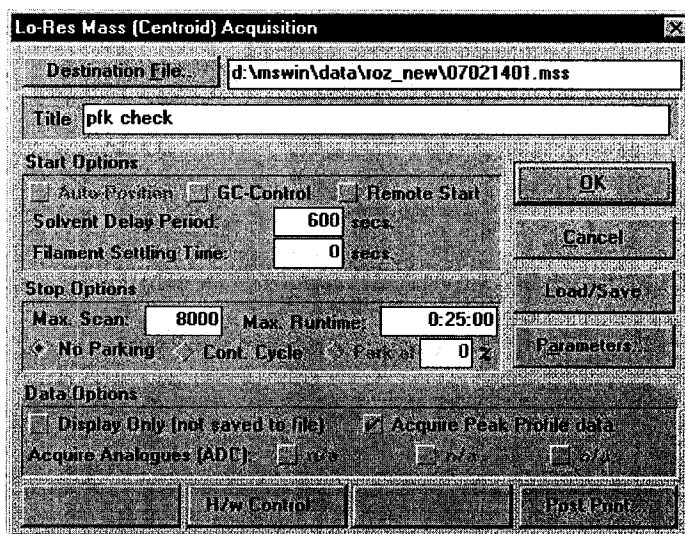 Lo-Res Mass (Centroid) Acquisition
Destination File... d:\mswin\data\roz_new\07021401.mss
Title pfk check
Start Options
Auto-Position GC-Control Remote Start
Solvent Delay Period: 600 secs.
Filament Settling Time: 0 secs.
OK
Cancel
Load/Save
Parameters...
Stop Options
Max. Scan: 8000 Max. Runtime: 0:25:00
No Parking Cont. Cycle Park at 0 %
Data Options
Display Only (not saved to file) Acquire Peak Profile data
Acquire Analogues (ADC): n/a n/a n/a
H/w Control... Post Print...